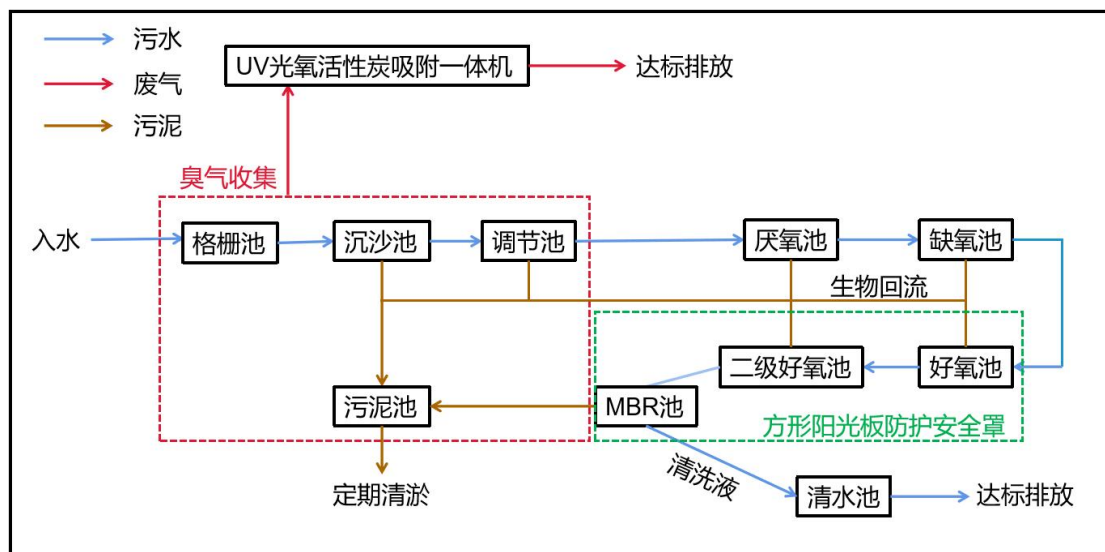 污水
废气
污泥
UV光氧活性炭吸附一体机
达标排放
臭气收集
入水
格栅池
沉沙池
调节池
厌氧池
缺氧池
生物回流
二级好氧池
好氧池
污泥池
MBR池
方形阳光板防护安全罩
清洗液
定期清淤
清水池
达标排放